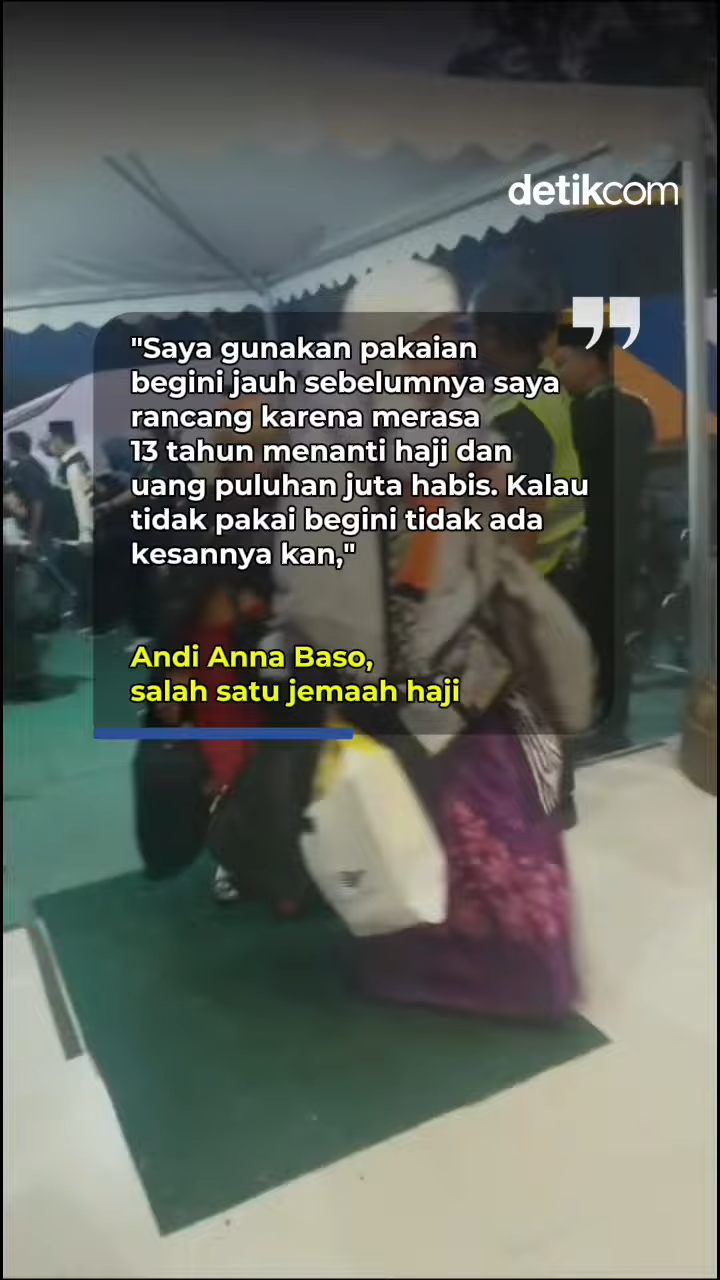 detikcom
"Saya gunakan pakaian
begini jauh sebelumnya saya
rancang karena merasa
13 tahun menanti haji dan
uang puluhan juta habis. Kalau
tidak pakai begini tidak ada
kesannya kan,"
Andi Anna Baso,
salah satu jemaah haji